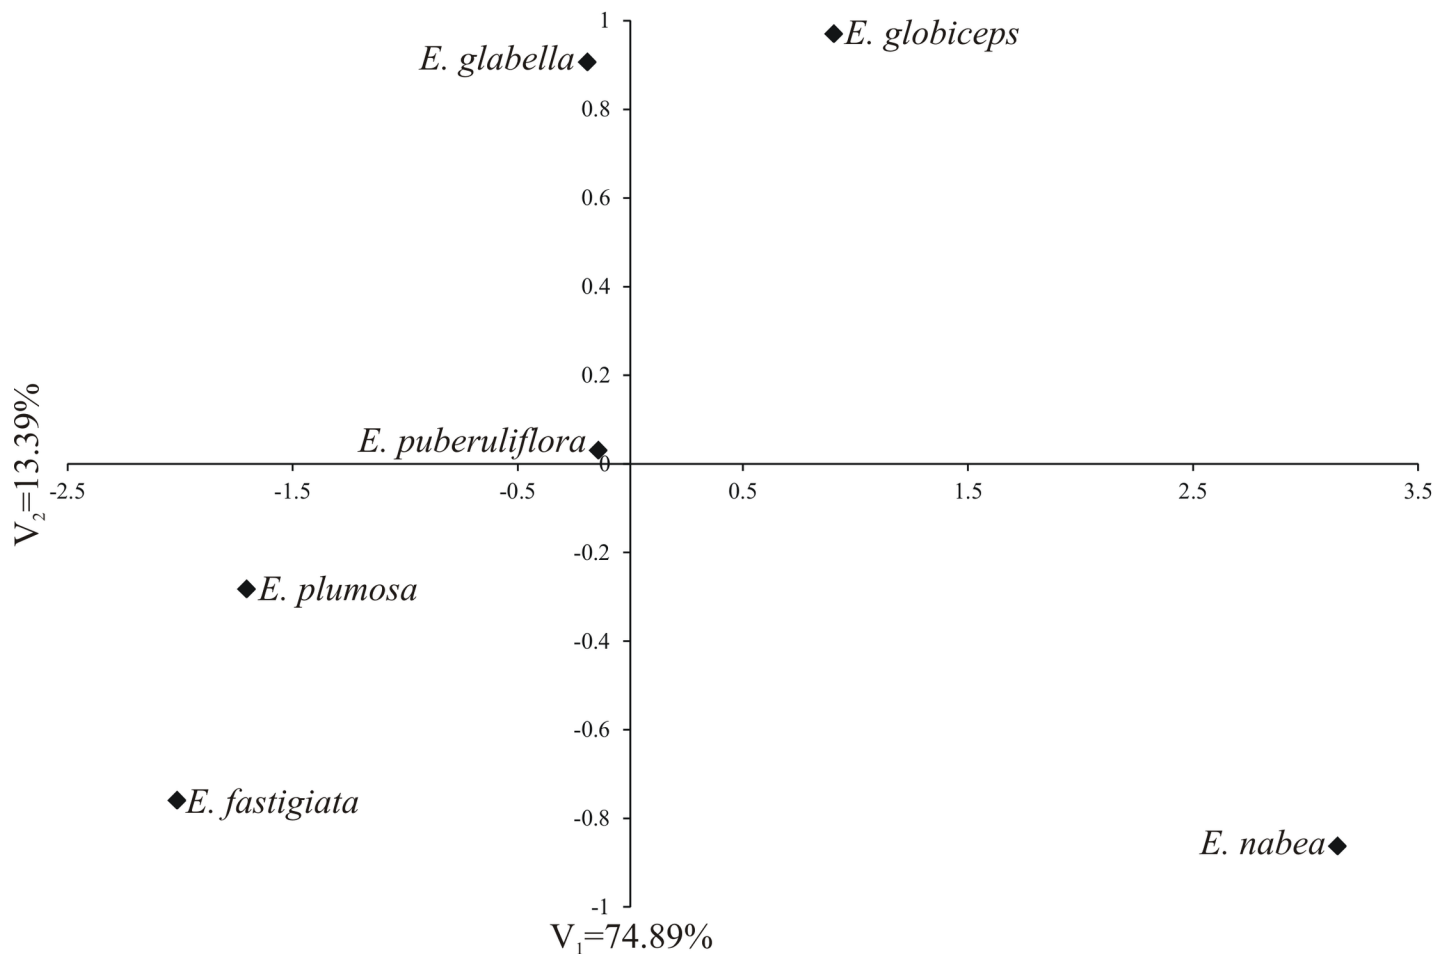 1
E. globiceps
E. glabella
0.8
0.6
0.4
0.2
E. puberuliflora
0
-2.5
-1.5
-0.5
0.5
1.5
2.5
3.5
V2=13.39%
-0.2
E. plumosa
-0.4
-0.6
E. fastigiata
-0.8
E. nabea
-1
V1=74.89%